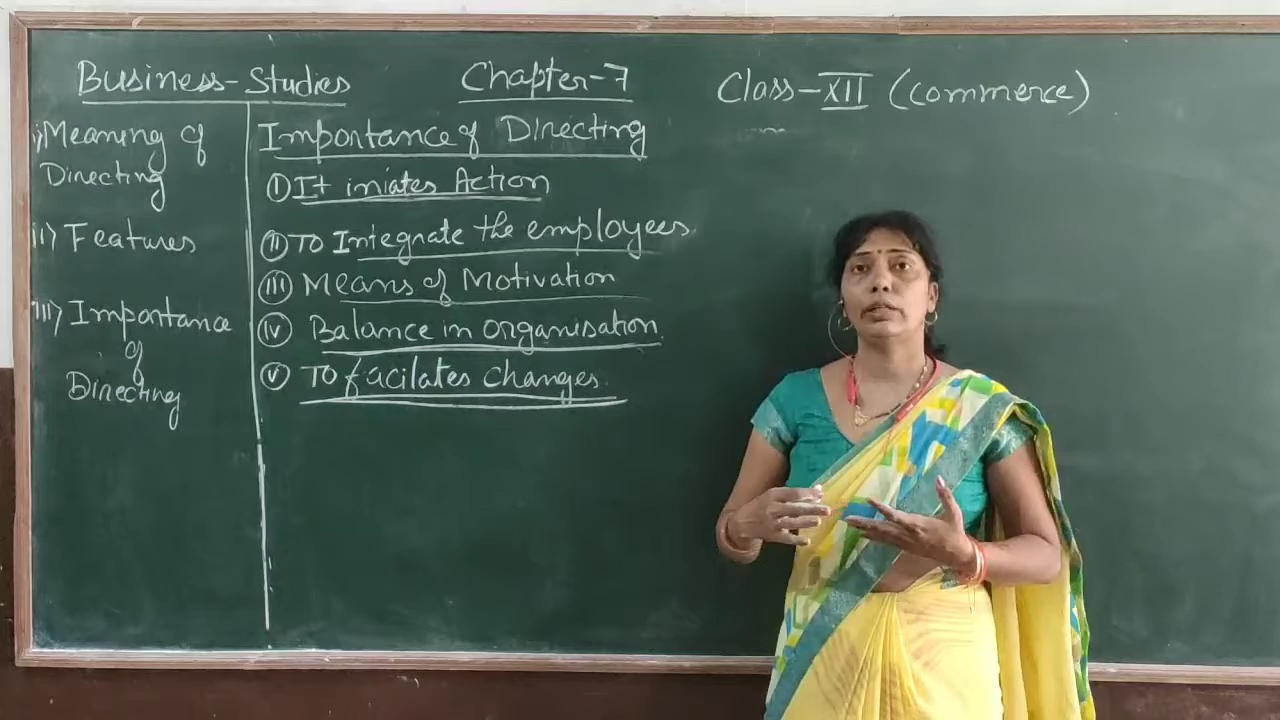 Business-Studies
Chapter-7
Class-XII (commerce)
i) Meaning of
Directing
ii) Features
iii) Importance
of
Directing
Importance of Directing
(i) It iniates Action
(ii) To Integrate the employees
(iii) Means of Motivation
(iv) Balance in organisation
(v) To facilates changes.